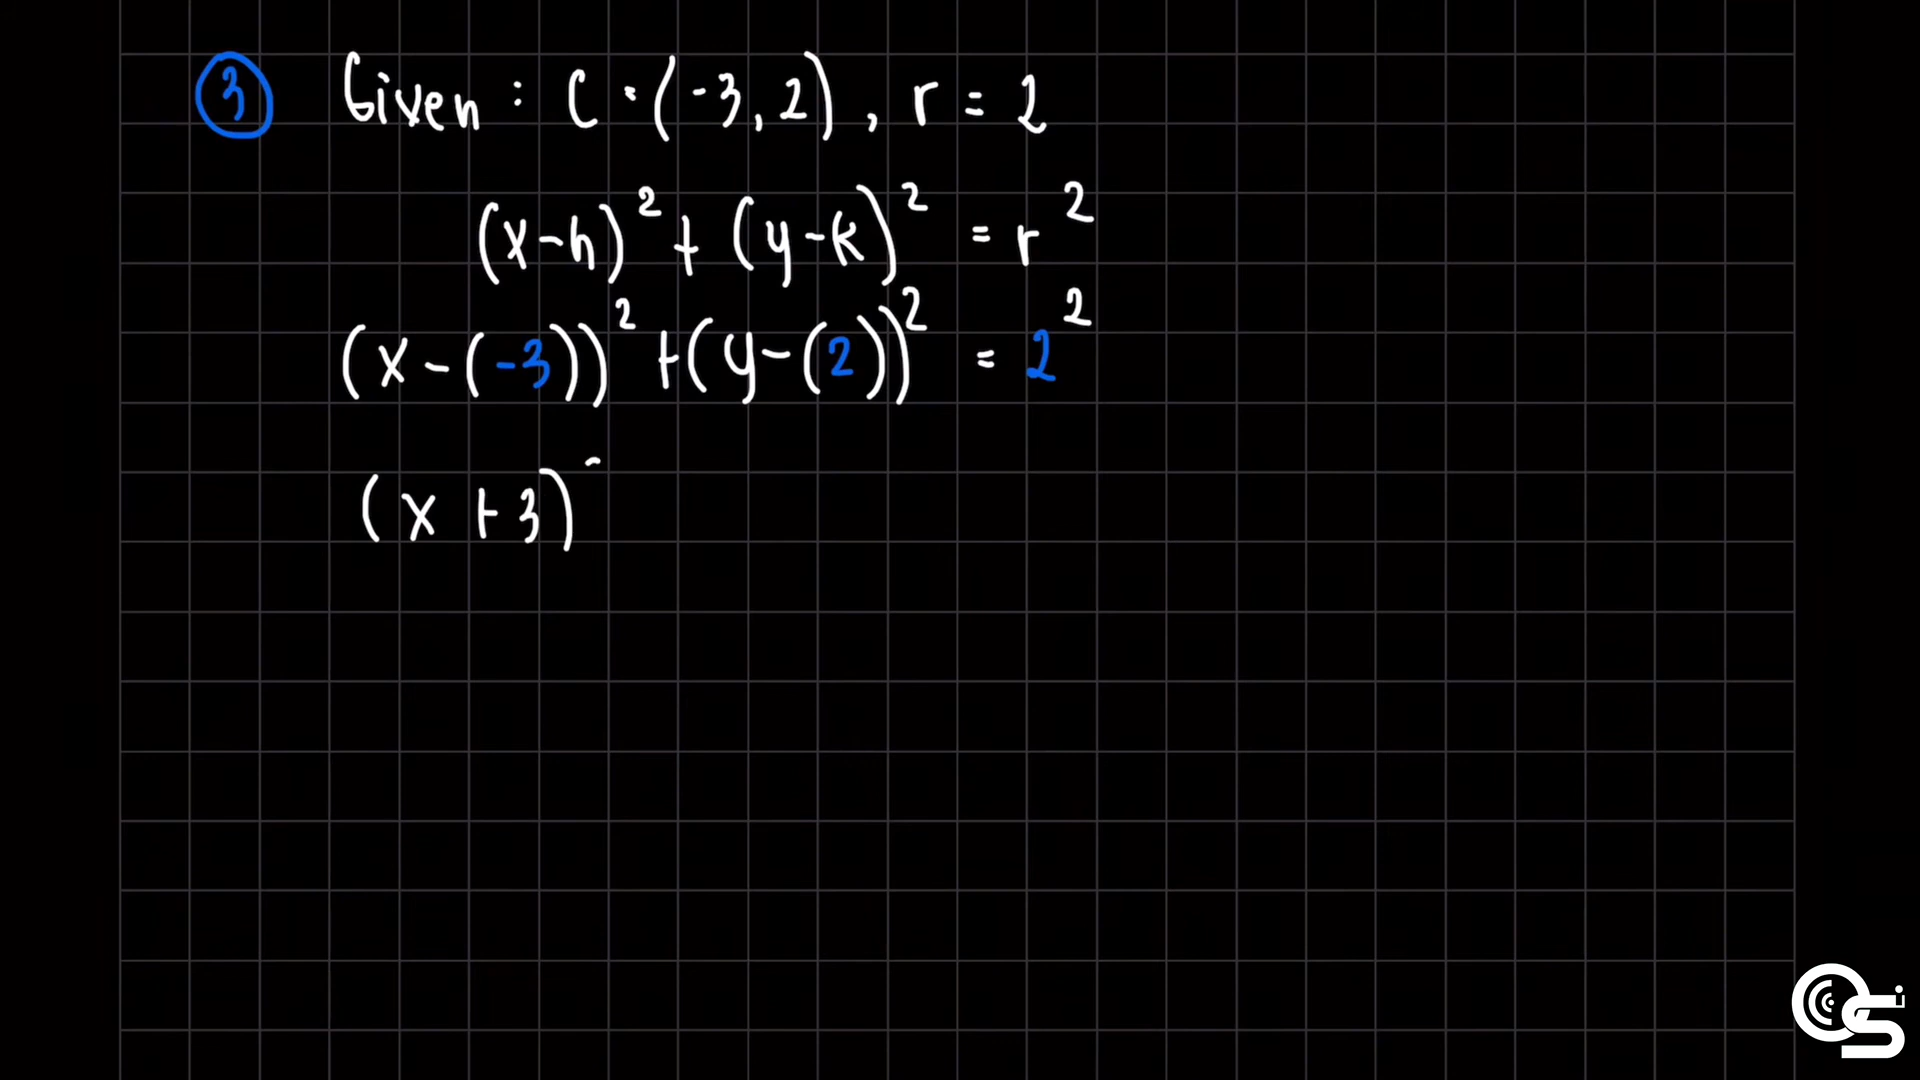 3 Given : C = (-3, 2), r = 2
(x-h)² + (y-k)² = r²
(x-(-3))² + (y-(2))² = 2²
(x + 3)